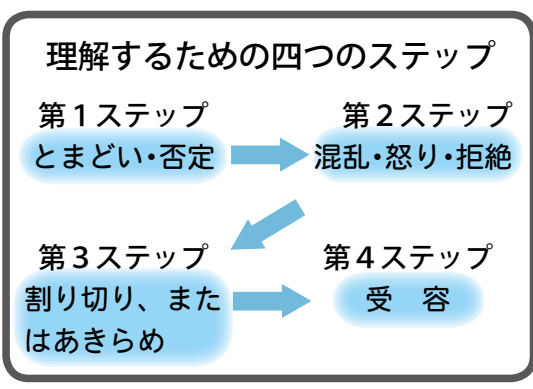 理解するための四つのステップ
第１ステップ
とまどい・否定
第２ステップ
混乱・怒り・拒絶
第３ステップ
割り切り、また
はあきらめ
第４ステップ
受　容